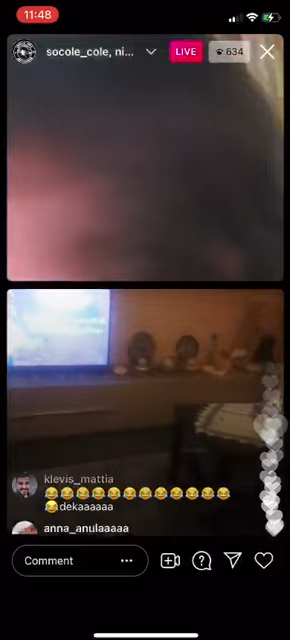 11:48
socole_cole, ni...
LIVE
634
klevis_mattia
😂😂😂😂😂😂😂😂😂😂😂😂
😂dekaaaaaa
anna_anulaaaaa
Comment